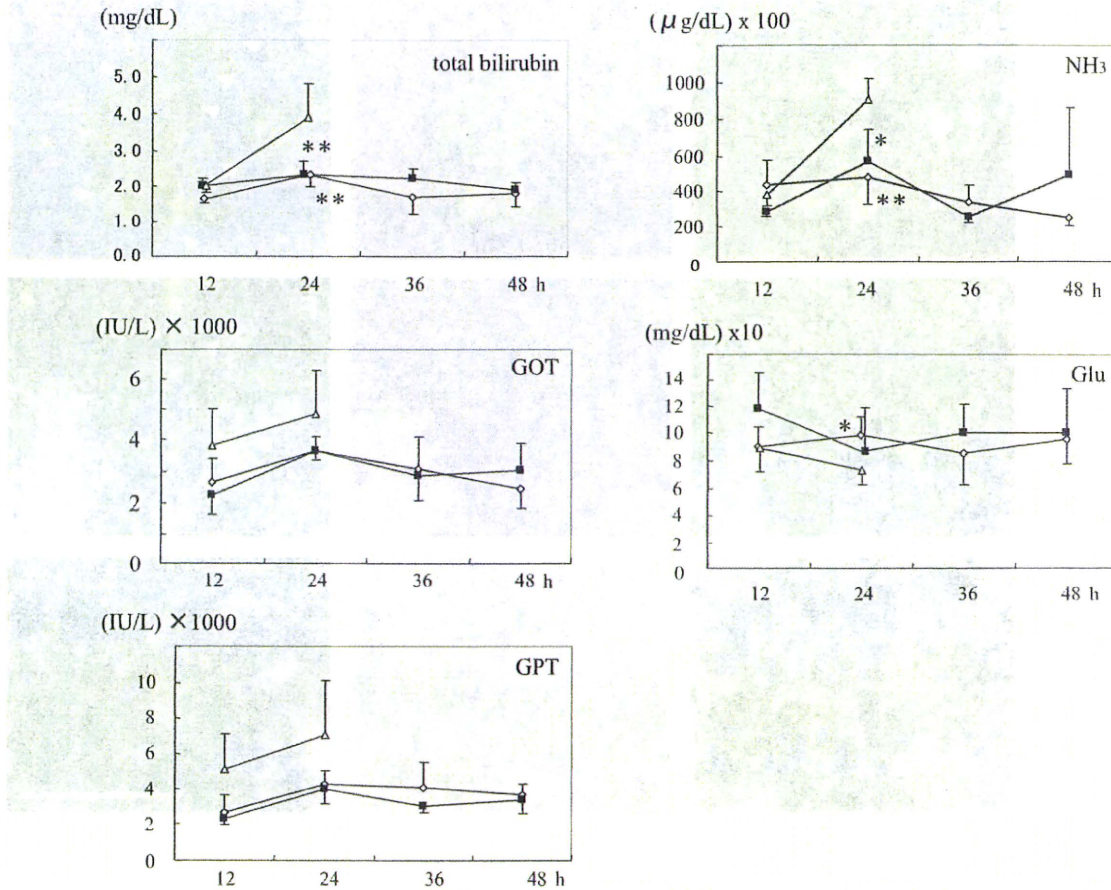 (mg/dL)
total bilirubin
5.0
4.0
3.0
2.0
1.0
0.0
**
**
12 24 36 48 h
(μg/dL) x 100
NH3
1000
800
600
400
200
0
*
**
12 24 36 48 h
(IU/L) × 1000
GOT
6
4
2
0
12 24 36 48 h
(mg/dL) x10
Glu
14
12
10
8
6
4
2
0
*
12 24 36 48 h
(IU/L) ×1000
GPT
10
8
6
4
2
0
12 24 36 48 h